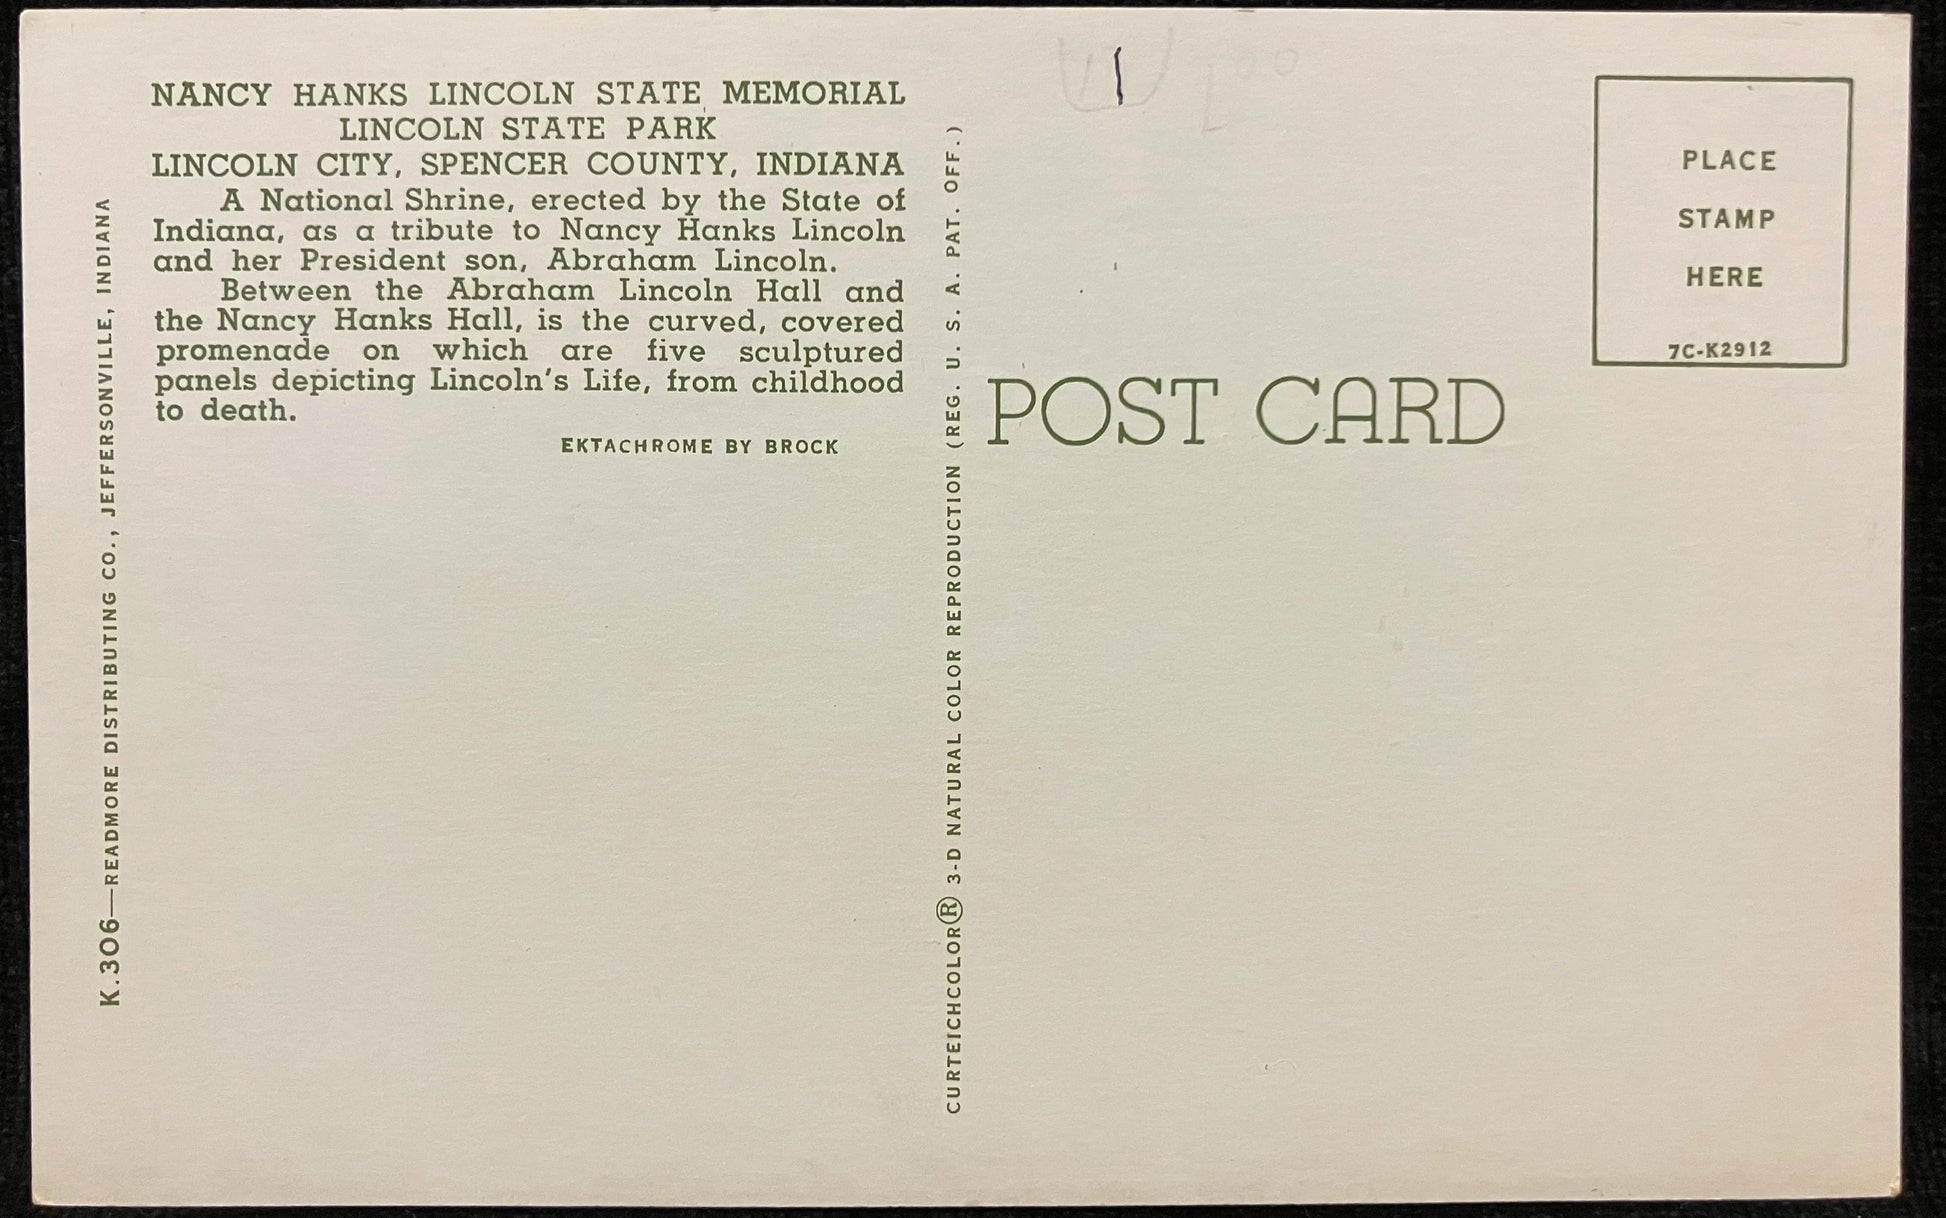 NANCY HANKS LINCOLN STATE MEMORIAL
LINCOLN STATE PARK
LINCOLN CITY, SPENCER COUNTY, INDIANA
A National Shrine, erected by the State of
Indiana, as a tribute to Nancy Hanks Lincoln
and her President son, Abraham Lincoln.
Between the Abraham Lincoln Hall and
the Nancy Hanks Hall, is the curved, covered
promenade on which are five sculptured
panels depicting Lincoln's Life, from childhood
to death.
EKTACHROME BY BROCK
K.306—READMORE DISTRIBUTING CO., JEFFERSONVILLE, INDIANA
CURTEICHCOLOR® 3-D NATURAL COLOR REPRODUCTION (REG. U. S. A. PAT. OFF.)
POST CARD
PLACE
STAMP
HERE
7C-K2912